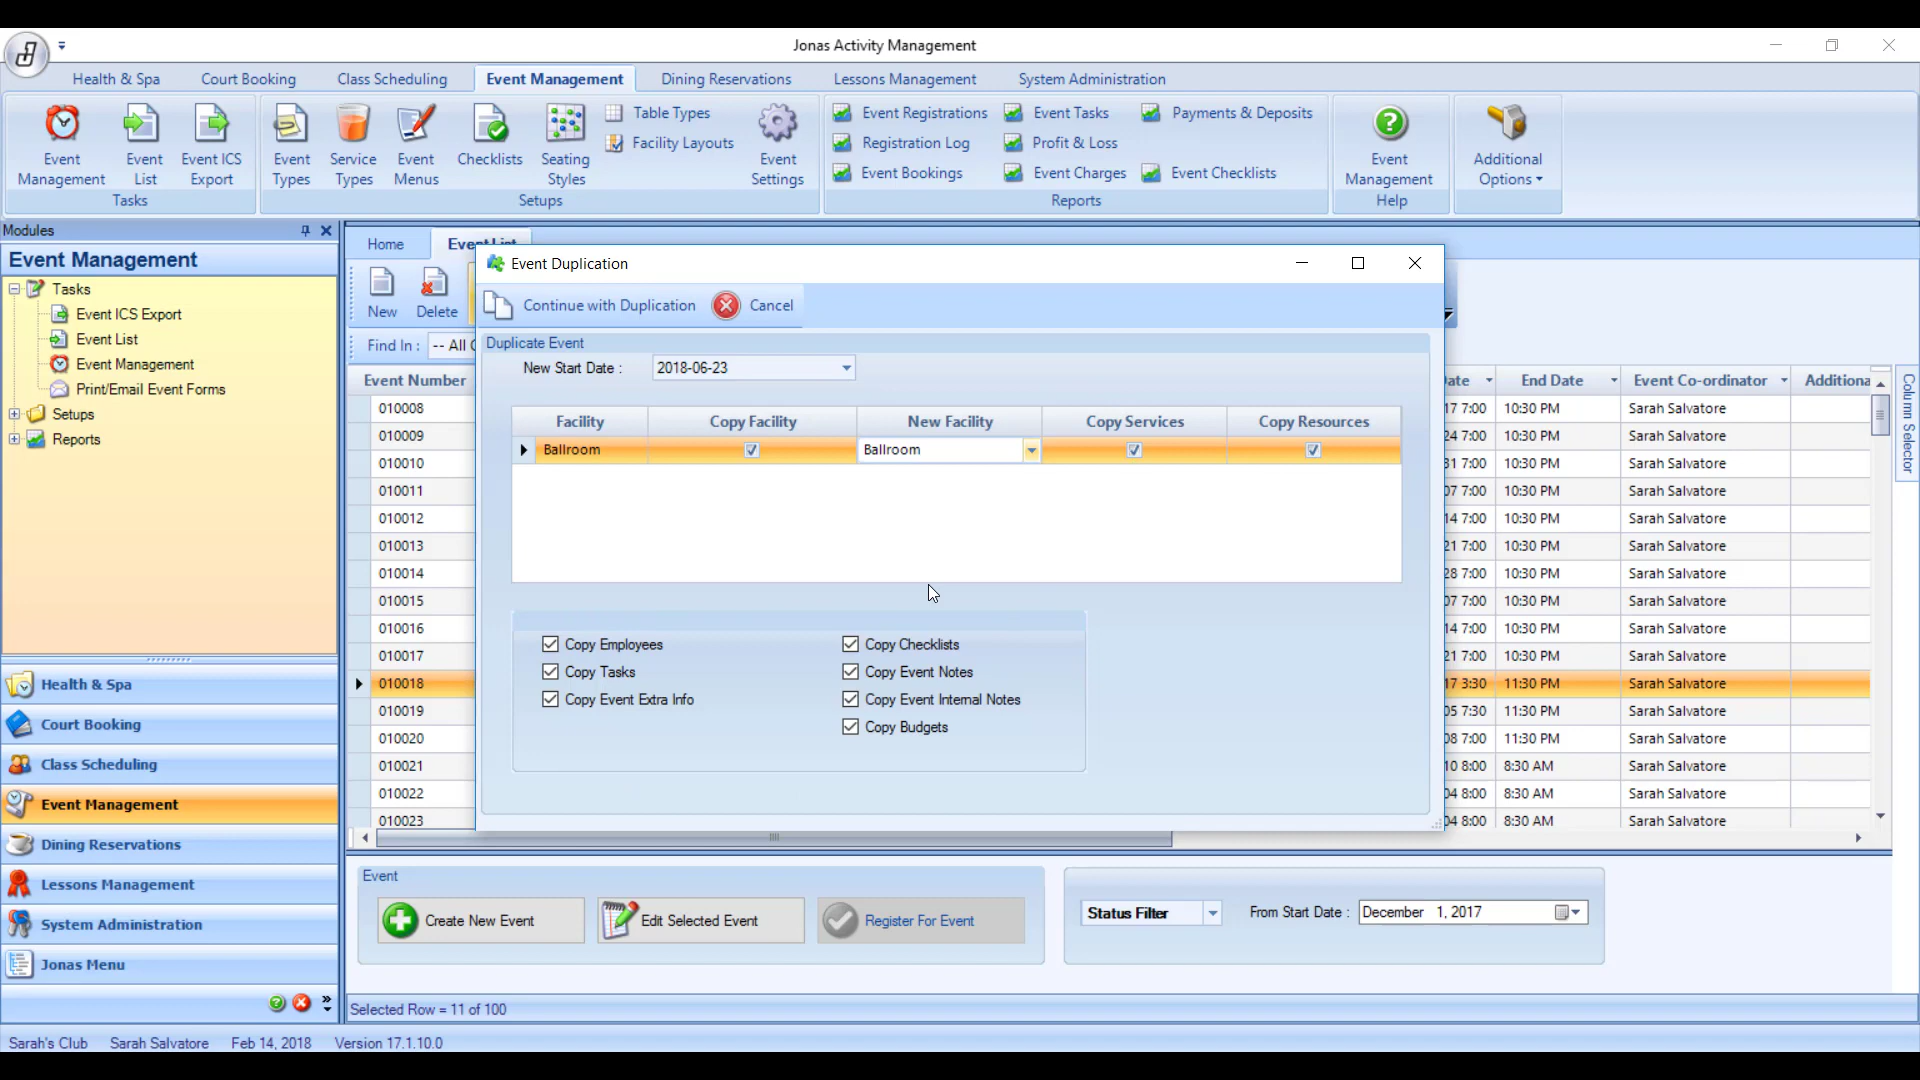 Jonas Activity Management
Health & Spa
Court Booking
Class Scheduling
Event Management
Dining Reservations
Lessons Management
System Administration
Event Management
Event List
Event ICS Export
Tasks
Event Types
Service Types
Event Menus
Checklists
Seating Styles
Table Types
Facility Layouts
Event Settings
Setups
Event Registrations
Registration Log
Event Bookings
Event Tasks
Profit & Loss
Event Charges
Payments & Deposits
Event Checklists
Reports
Event Management
Help
Additional Options
Modules
Event Management
Tasks
Event ICS Export
Event List
Event Management
Print/Email Event Forms
Setups
Reports
Health & Spa
Court Booking
Class Scheduling
Event Management
Dining Reservations
Lessons Management
System Administration
Jonas Menu
Home
Event List
New
Delete
Find In :
-- All
Event Duplication
Continue with Duplication
Cancel
Duplicate Event
New Start Date :
2018-06-23
Facility
Copy Facility
New Facility
Copy Services
Copy Resources
Ballroom
Ballroom
Copy Employees
Copy Tasks
Copy Event Extra Info
Copy Checklists
Copy Event Notes
Copy Event Internal Notes
Copy Budgets
Event Number
ate
End Date
Event Co-ordinator
Additiona
Column Selector
010008 17 7:00 10:30 PM Sarah Salvatore
010009 24 7:00 10:30 PM Sarah Salvatore
010010 31 7:00 10:30 PM Sarah Salvatore
010011 07 7:00 10:30 PM Sarah Salvatore
010012 14 7:00 10:30 PM Sarah Salvatore
010013 21 7:00 10:30 PM Sarah Salvatore
010014 28 7:00 10:30 PM Sarah Salvatore
010015 07 7:00 10:30 PM Sarah Salvatore
010016 14 7:00 10:30 PM Sarah Salvatore
010017 21 7:00 10:30 PM Sarah Salvatore
010018 17 3:30 11:30 PM Sarah Salvatore
010019 05 7:30 11:30 PM Sarah Salvatore
010020 08 7:00 11:30 PM Sarah Salvatore
010021 10 8:00 8:30 AM Sarah Salvatore
010022 04 8:00 8:30 AM Sarah Salvatore
010023 04 8:00 8:30 AM Sarah Salvatore
Event
Create New Event
Edit Selected Event
Register For Event
Status Filter
From Start Date :
December 1, 2017
Selected Row = 11 of 100
Sarah's Club
Sarah Salvatore
Feb 14, 2018
Version 17.1.10.0